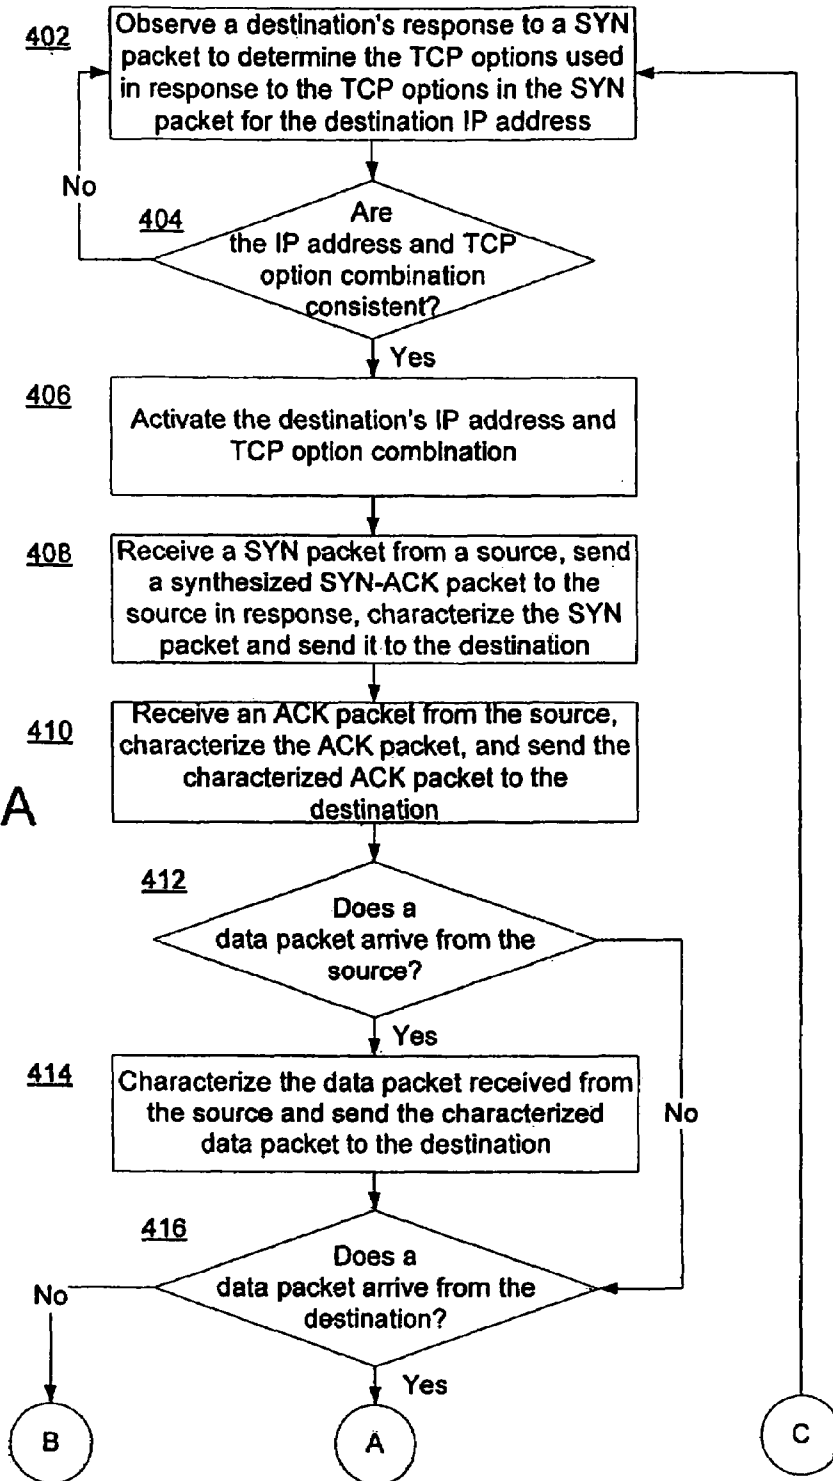 402
Observe a destination's response to a SYN
packet to determine the TCP options used
in response to the TCP options in the SYN
packet for the destination IP address
No
404
Are
the IP address and TCP
option combination
consistent?
Yes
406
Activate the destination's IP address and
TCP option combination
408
Receive a SYN packet from a source, send
a synthesized SYN-ACK packet to the
source in response, characterize the SYN
packet and send it to the destination
410
Receive an ACK packet from the source,
characterize the ACK packet, and send the
characterized ACK packet to the
destination
A
412
Does a
data packet arrive from the
source?
Yes
414
Characterize the data packet received from
the source and send the characterized
data packet to the destination
No
416
Does a
data packet arrive from the
destination?
No
Yes
B
A
C